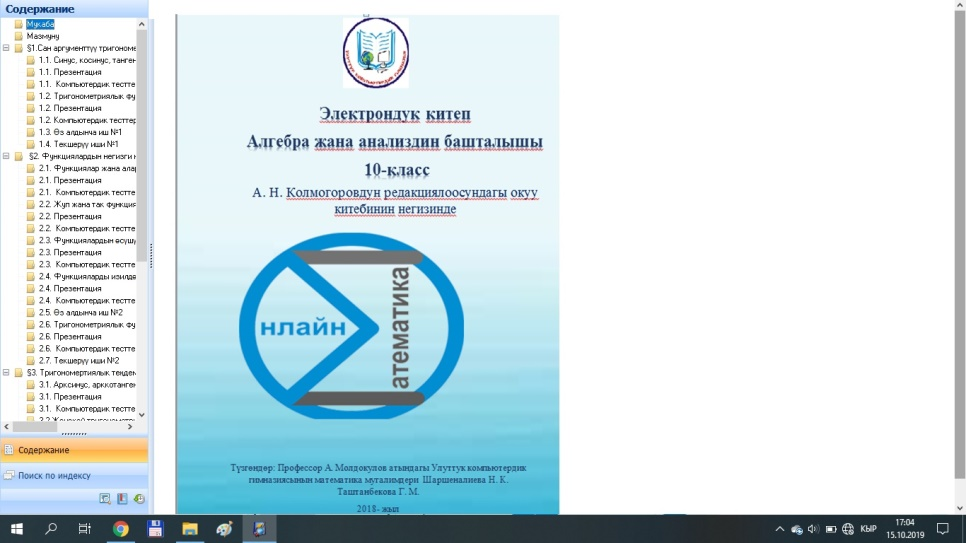 Содержание
Мукаба
Мазмуну
§1.Сан аргументтүү тригономе
1.1. Синус, косинус, танген
1.1. Презентация
1.1. Компьютердик тестте
1.2. Тригонометриялык фу
1.2. Презентация
1.2. Компьютердик тесттер
1.3. Өз алдынча иш №1
1.4. Текшерүү иши №1
§2. Функциялардын негизги н
2.1. Функциялар жана алар
2.1. Презентация
2.1. Компьютердик тестте
2.2. Жуп жана так функция
2.2. Презентация
2.2. Компьютердик тестте
2.3. Функциялардын өсүшү
2.3. Презентация
2.3. Компьютердик тестте
2.4. Функцияларды изилде
2.4. Презентация
2.4. Компьютердик тестте
2.5. Өз алдынча иш №2
2.6. Тригонометриялык фу
2.6. Презентация
2.6. Компьютердик тестте
2.7. Текшерүү иши №2
§3. Тригономертиялык тендем
3.1. Арксинус, арккотанген
3.1. Презентация
3.1. Компьютердик тестте
Содержание
Поиск по индексу
Электрондук китеп
Алгебра жана анализдин башталышы
10-класс
А. Н. Колмогоровдун редакциялоосундагы окуу
китебинин негизинде
нлайн
атематика
Түзгөндөр: Профессор А. Молдокулов атындагы Улуттук компьютердик
гимназиясынын математика мугалимдери Шаршеналиева Н. К.
Таштанбекова Г. М.
2018- жыл
КЫР
17:04
15.10.2019